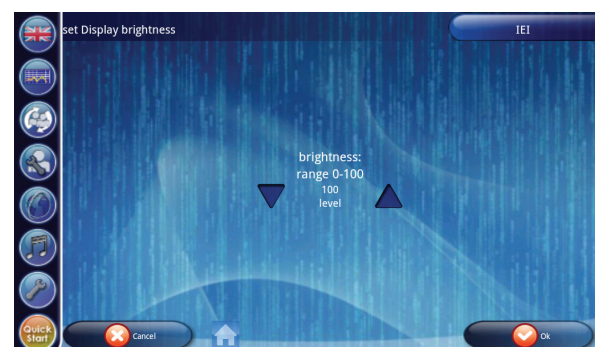 set Display brightness
IEI
brightness:
range 0-100
100
level
Quick
Start
Cancel
Ok